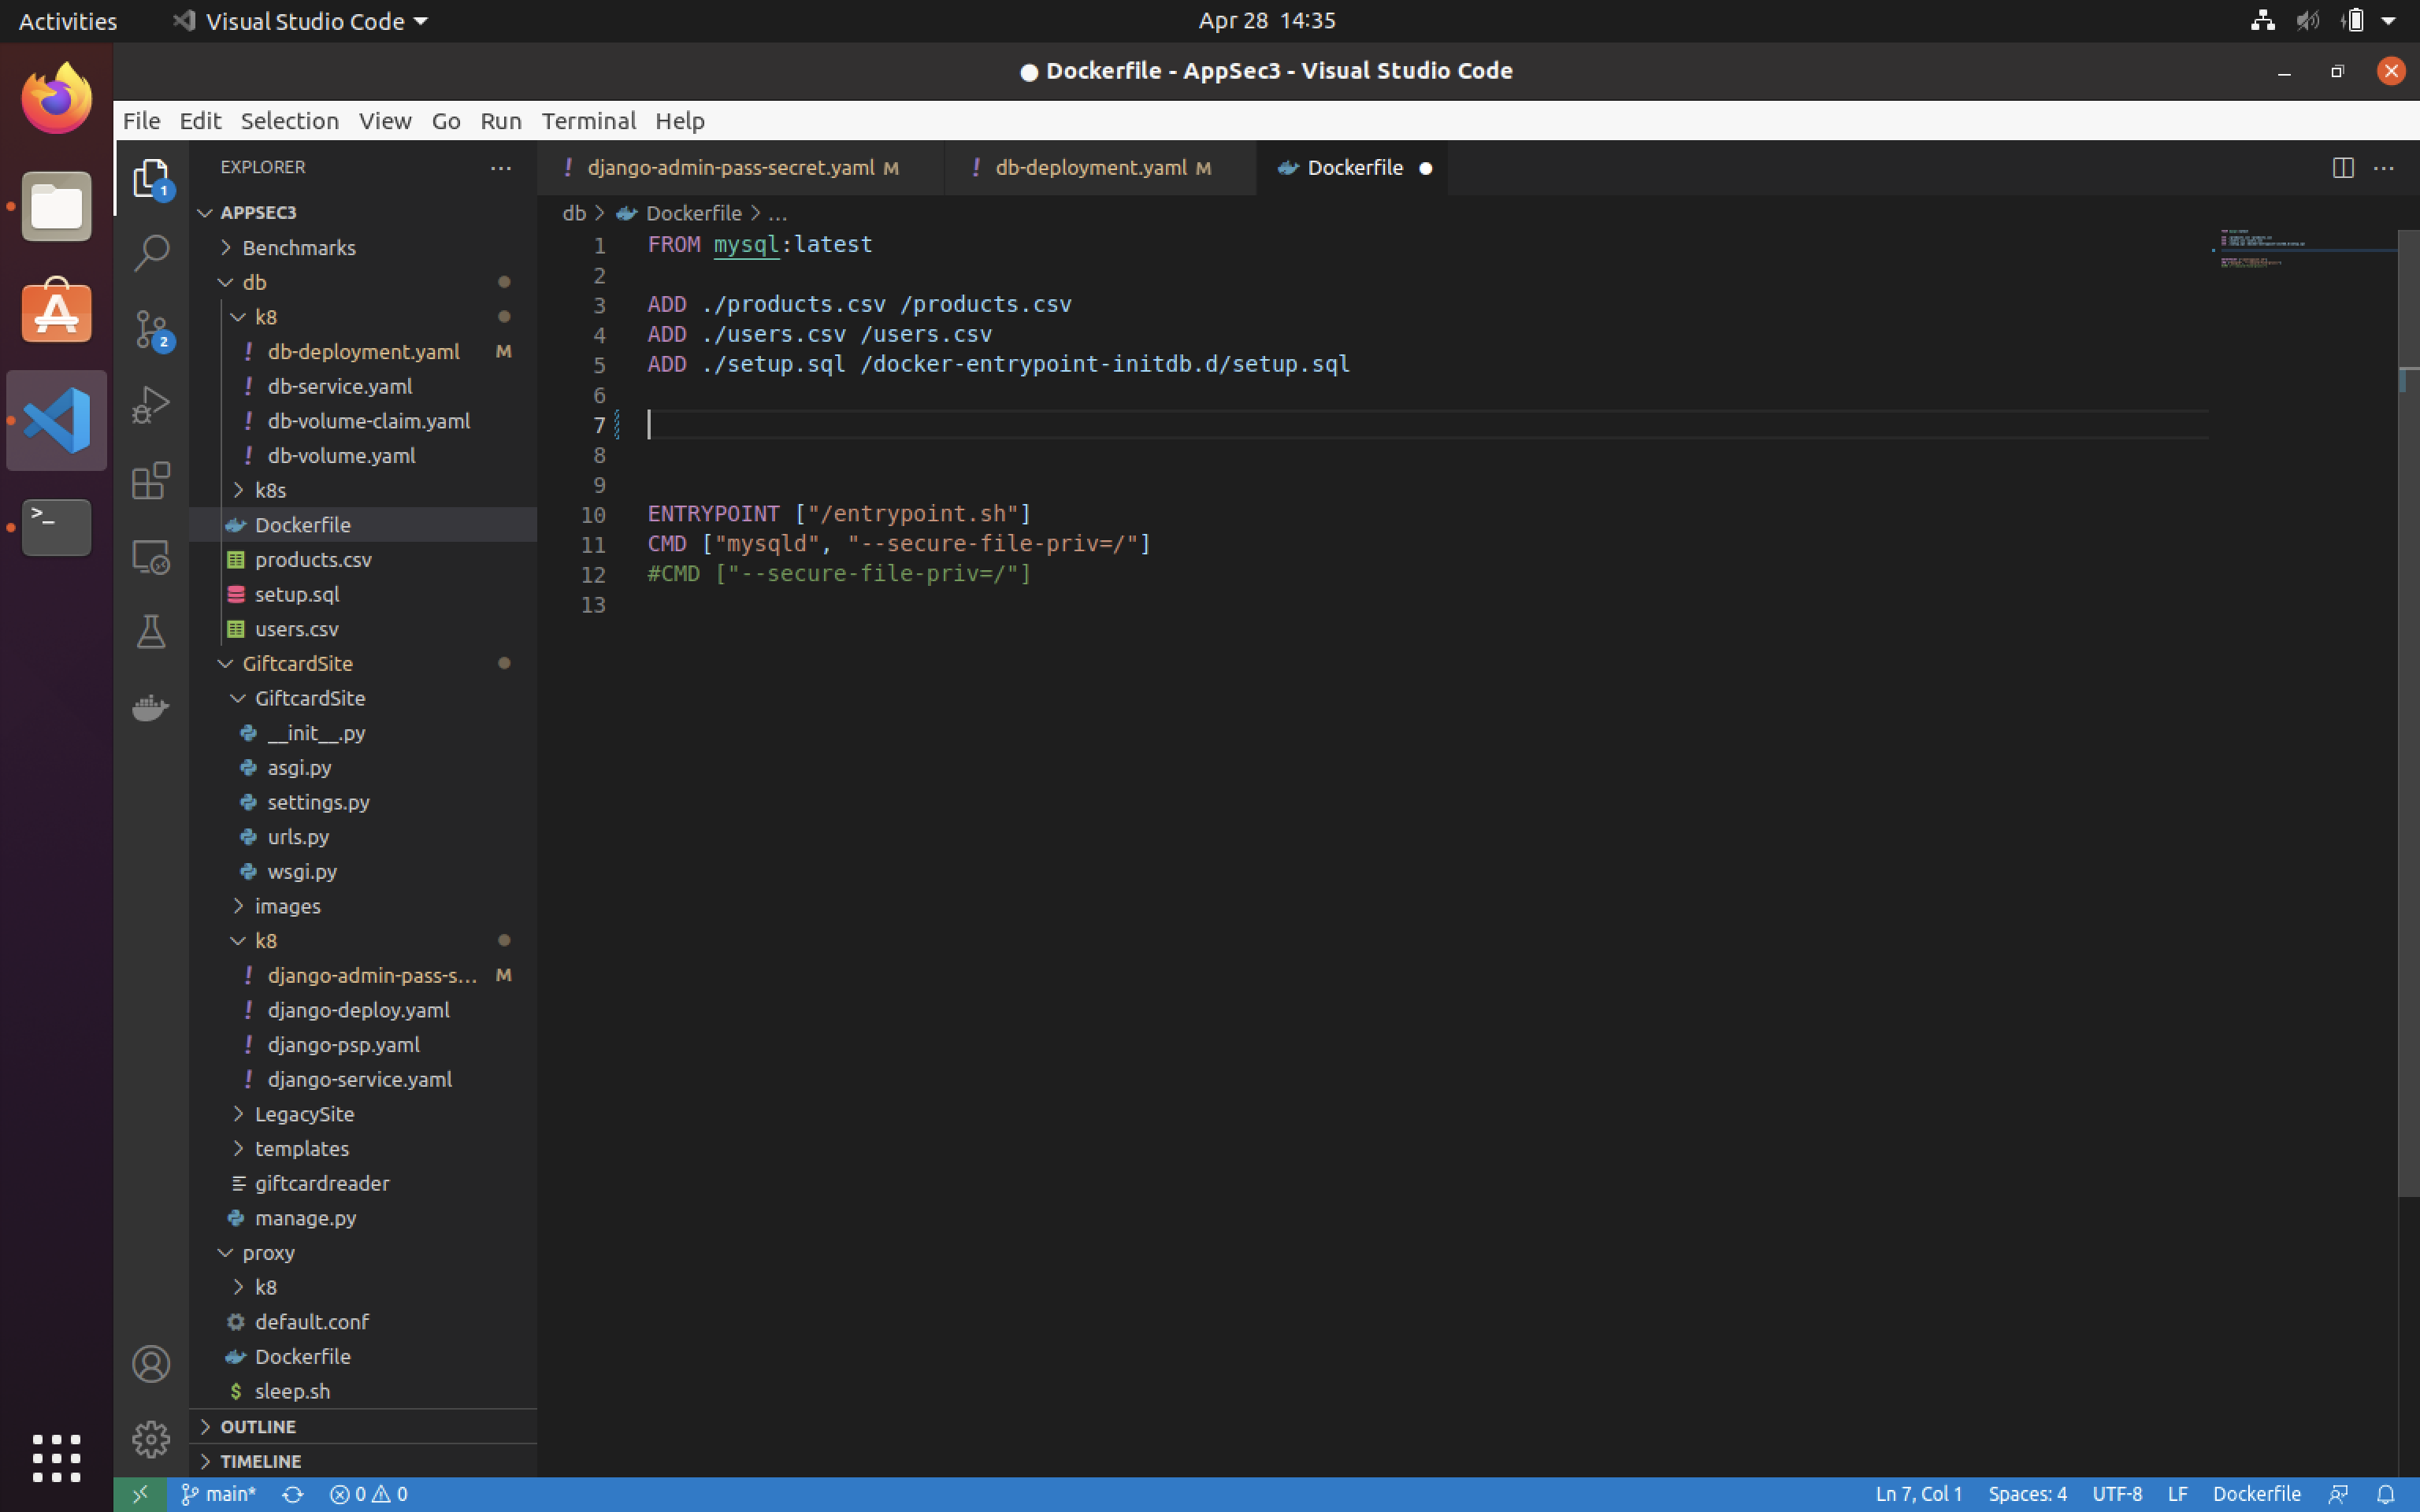 Activities
Visual Studio Code
Apr 28 14:35
● Dockerfile - AppSec3 - Visual Studio Code
File Edit Selection View Go Run Terminal Help
EXPLORER
APPSEC3
Benchmarks
db
k8
! db-deployment.yaml M
! db-service.yaml
! db-volume-claim.yaml
! db-volume.yaml
k8s
Dockerfile
products.csv
setup.sql
users.csv
GiftcardSite
GiftcardSite
__init__.py
asgi.py
settings.py
urls.py
wsgi.py
images
k8
! django-admin-pass-s... M
! django-deploy.yaml
! django-psp.yaml
! django-service.yaml
LegacySite
templates
giftcardreader
manage.py
proxy
k8
default.conf
Dockerfile
$ sleep.sh
OUTLINE
TIMELINE
1
2
! django-admin-pass-secret.yaml M
! db-deployment.yaml M
Dockerfile ●
db > Dockerfile > ...
1 FROM mysql:latest
2
3 ADD ./products.csv /products.csv
4 ADD ./users.csv /users.csv
5 ADD ./setup.sql /docker-entrypoint-initdb.d/setup.sql
6
7
8
9
10 ENTRYPOINT ["/entrypoint.sh"]
11 CMD ["mysqld", "--secure-file-priv=/"]
12 #CMD ["--secure-file-priv=/"]
13
main* 0 0
Ln 7, Col 1 Spaces: 4 UTF-8 LF Dockerfile